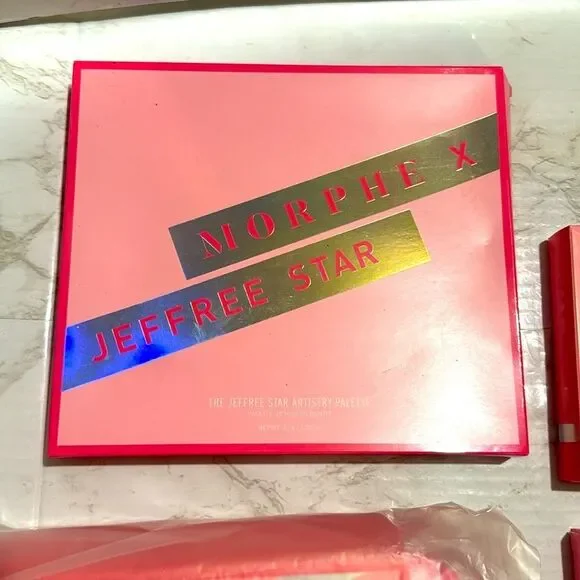 MORPHE X
JEFFREE STAR
THE JEFFREE STAR ARTISTRY PALETTE